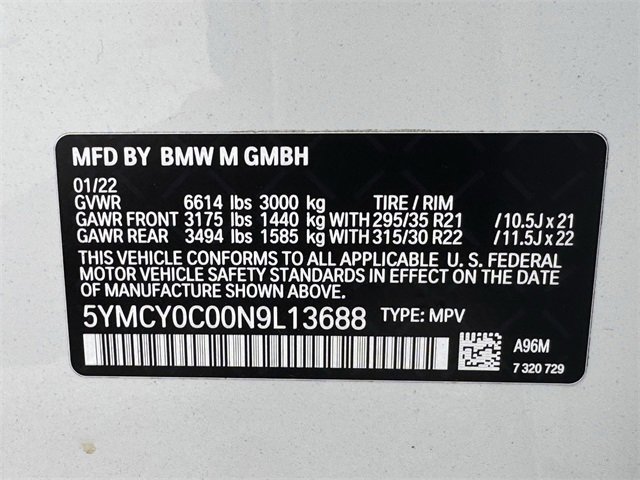 MFD BY BMW M GMBH
01/22
GVWR 6614 lbs 3000 kg TIRE / RIM
GAWR FRONT 3175 lbs 1440 kg WITH 295/35 R21 /10.5J x 21
GAWR REAR 3494 lbs 1585 kg WITH 315/30 R22 /11.5J x 22
THIS VEHICLE CONFORMS TO ALL APPLICABLE U. S. FEDERAL
MOTOR VEHICLE SAFETY STANDARDS IN EFFECT ON THE DATE
OF MANUFACTURE SHOWN ABOVE.
5YMCY0C00N9L13688 TYPE: MPV
A96M
7 320 729